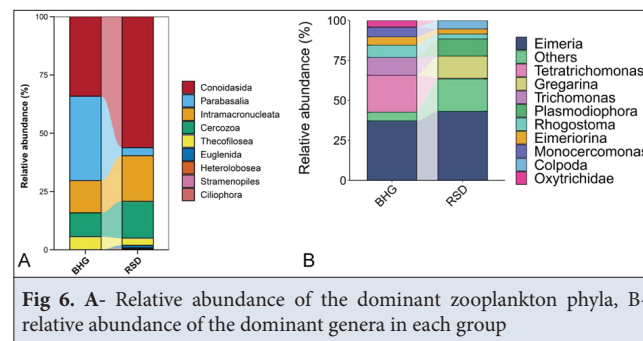 100
75
50
25
0
Relative abundance (%)
BHG
RSD
Conoidasida
Parabasalia
Intramacronucleata
Cercozoa
Thecofilosea
Euglenida
Heterolobosea
Stramenopiles
Ciliophora
A
100
75
50
25
0
Relative abundance (%)
BHG
RSD
Eimeria
Others
Tetratrichomonas
Gregarina
Trichomonas
Plasmodiophora
Rhogostoma
Eimeriorina
Monocercomonas
Colpoda
Oxytrichidae
B
Fig 6. A- Relative abundance of the dominant zooplankton phyla, B-
relative abundance of the dominant genera in each group